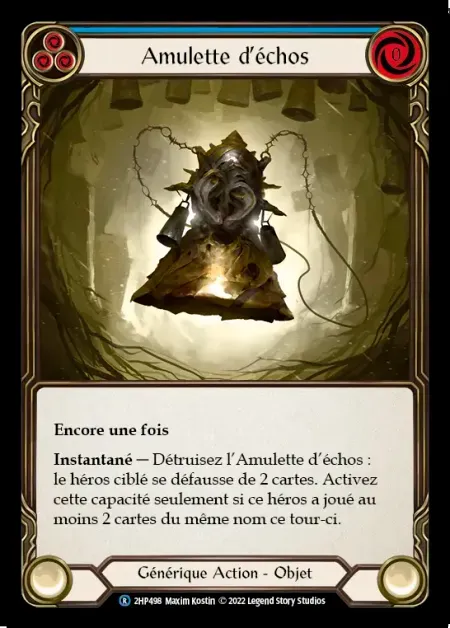 0
Amulette d'échos
Encore une fois
Instantané — Détruisez l'Amulette d'échos :
le héros ciblé se défausse de 2 cartes. Activez
cette capacité seulement si ce héros a joué au
moins 2 cartes du même nom ce tour-ci.
Générique Action - Objet
R 2HP498 Maxim Kostin © 2022 Legend Story Studios